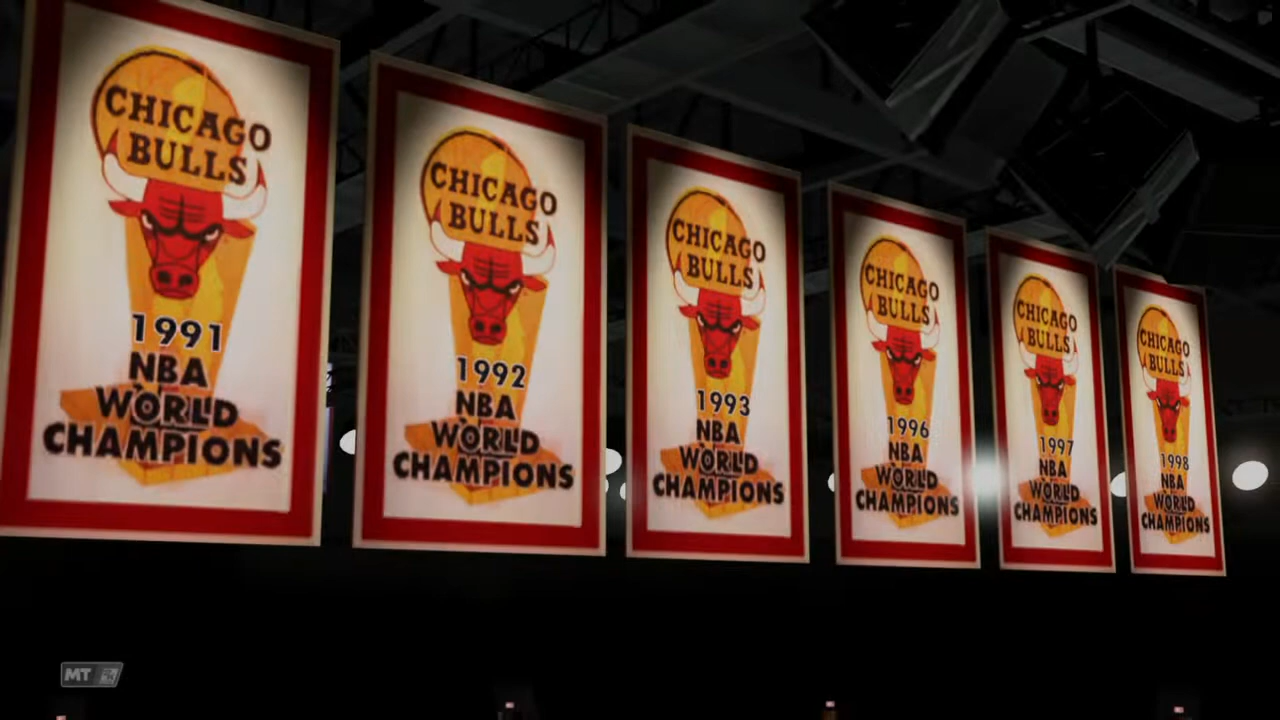 CHICAGO
BULLS
1991
NBA
WORLD
CHAMPIONS
CHICAGO
BULLS
1992
NBA
WORLD
CHAMPIONS
CHICAGO
BULLS
1993
NBA
WORLD
CHAMPIONS
CHICAGO
BULLS
1996
NBA
WORLD
CHAMPIONS
CHICAGO
BULLS
1997
NBA
WORLD
CHAMPIONS
CHICAGO
BULLS
1998
NBA
WORLD
CHAMPIONS
MT 2K